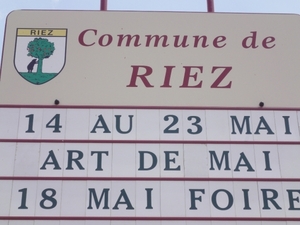 RIEZ
Commune de
RIEZ
14 AU 23 MAI
ART DE MAI
18 MAI FOIRE